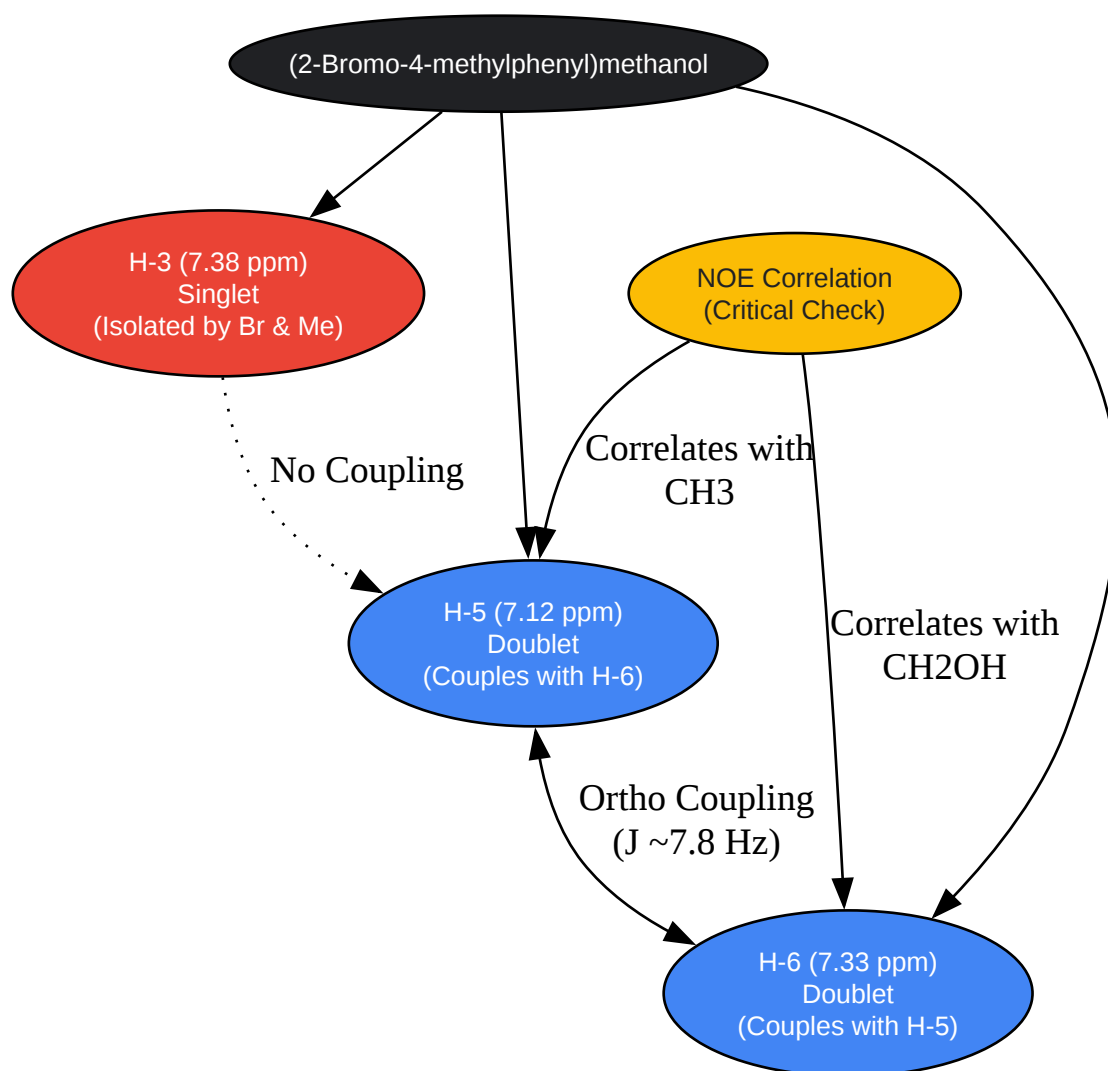 (2-Bromo-4-methylphenyl)methanol
H-3 (7.38 ppm)
Singlet
(Isolated by Br & Me)
NOE Correlation
(Critical Check)
No Coupling
Correlates with
CH3
H-5 (7.12 ppm)
Doublet
(Couples with H-6)
Correlates with
CH2OH
Ortho Coupling
(J ~7.8 Hz)
H-6 (7.33 ppm)
Doublet
(Couples with H-5)